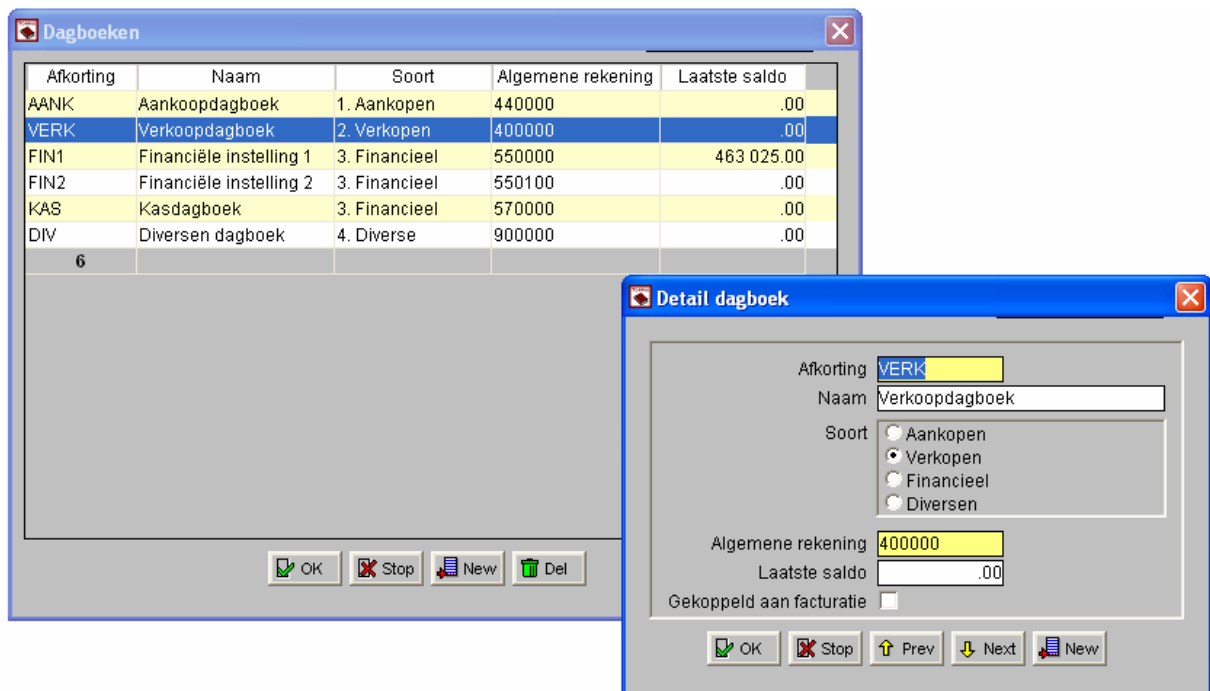 Dagboeken
Afkorting Naam Soort Algemene rekening Laatste saldo
AANK Aankoopdagboek 1. Aankopen 440000 .00
VERK Verkoopdagboek 2. Verkopen 400000 .00
FIN1 Financiële instelling 1 3. Financieel 550000 463 025.00
FIN2 Financiële instelling 2 3. Financieel 550100 .00
KAS Kasdagboek 3. Financieel 570000 .00
DIV Diversen dagboek 4. Diverse 900000 .00
6
OK Stop New Del
Detail dagboek
Afkorting VERK
Naam Verkoopdagboek
Soort Aankopen
Verkopen
Financieel
Diversen
Algemene rekening 400000
Laatste saldo .00
Gekoppeld aan facturatie
OK Stop Prev Next New